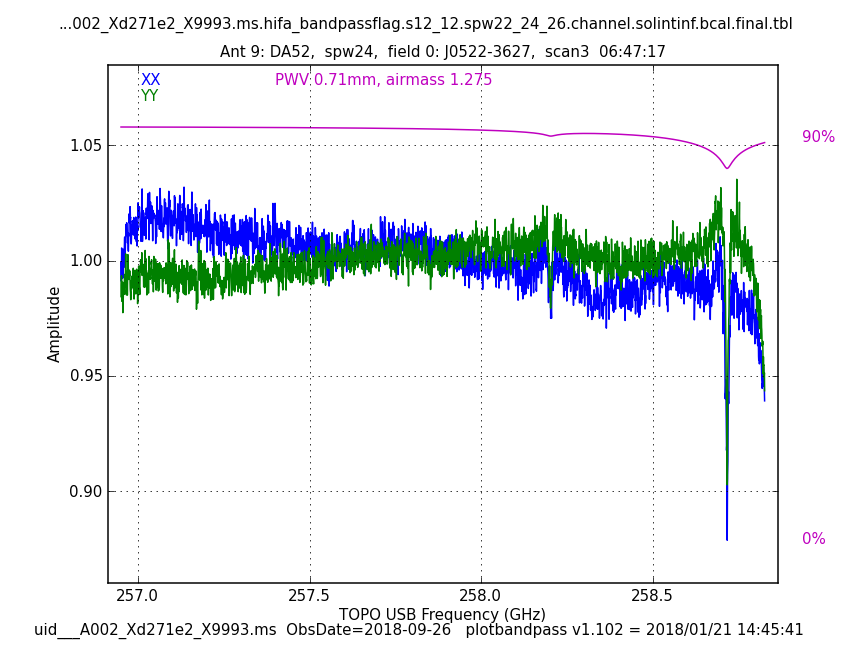 ...002_Xd271e2_X9993.ms.hifa_bandpassflag.s12_12.spw22_24_26.channel.solintinf.bcal.final.tbl
Ant 9: DA52,  spw24,  field 0: J0522-3627,  scan3  06:47:17
XX
YY
PWV 0.71mm, airmass 1.275
90%
0%
1.05
1.00
0.95
0.90
Amplitude
257.0
257.5
258.0
258.5
TOPO USB Frequency (GHz)
uid___A002_Xd271e2_X9993.ms  ObsDate=2018-09-26   plotbandpass v1.102 = 2018/01/21 14:45:41